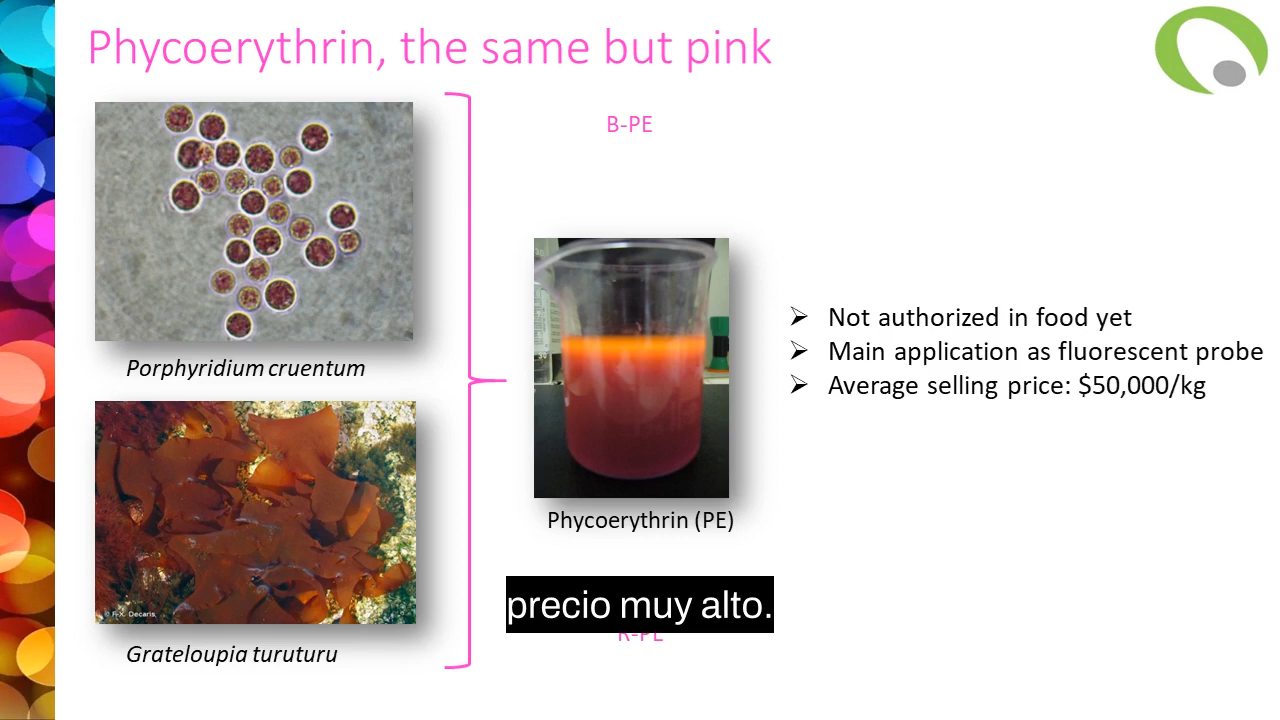 Phycoerythrin, the same but pink
B-PE
Porphyridium cruentum
Not authorized in food yet
Main application as fluorescent probe
Average selling price: $50,000/kg
Phycoerythrin (PE)
precio muy alto.
R-PE
© F-X. Decaris
Grateloupia turuturu